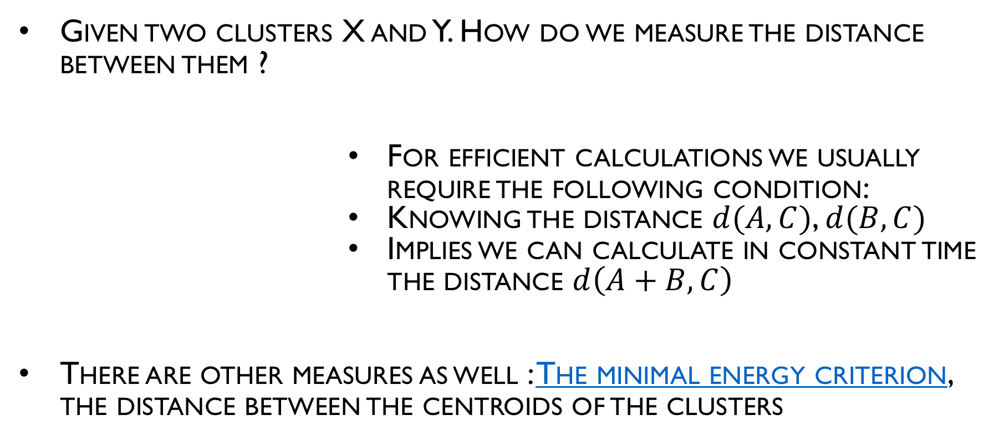 • Given two clusters X and Y. How do we measure the distance
between them ?
• For efficient calculations we usually
require the following condition:
• Knowing the distance d(A, C), d(B, C)
• Implies we can calculate in constant time
the distance d(A + B, C)
• There are other measures as well : The minimal energy criterion,
the distance between the centroids of the clusters